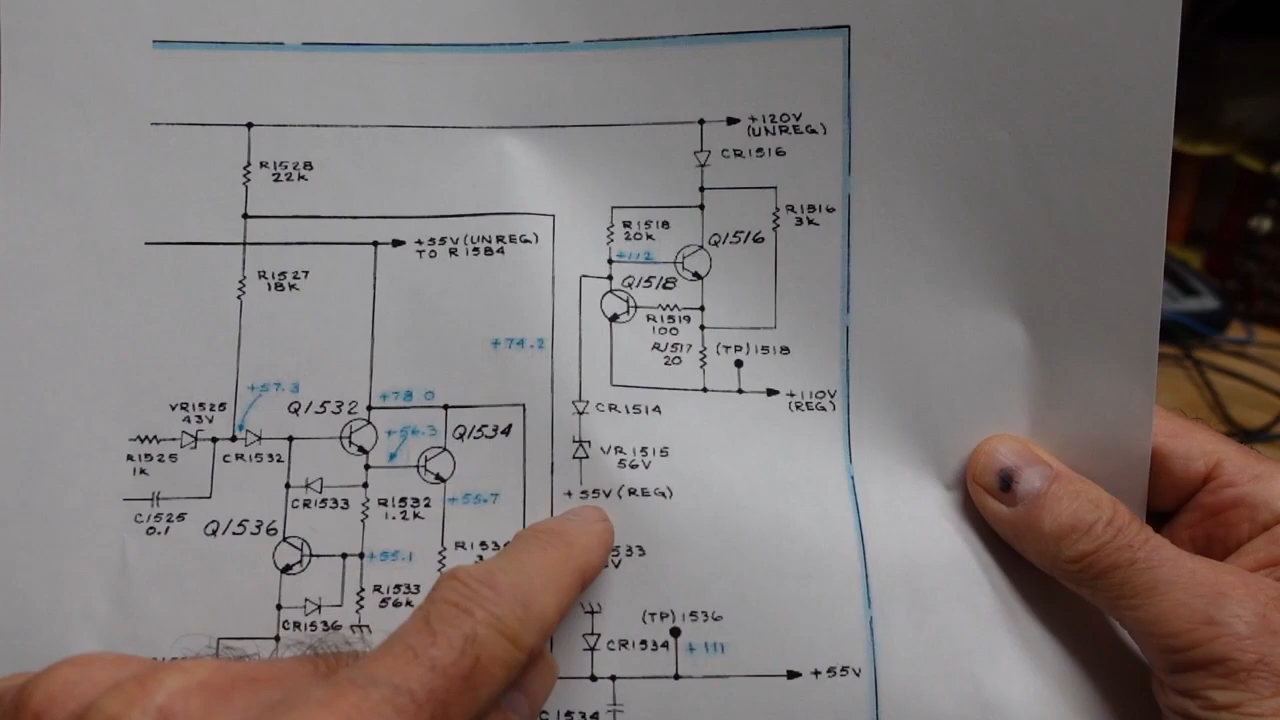 +120V
(UNREG)
CR1516
R1528
22k
R1516
3k
R1518
20k
Q1516
+55V (UNREG)
TO R1584
+112
Q1518
R1527
18k
R1519
100
+74.2
R1517
20
(TP) 1518
+110V
(REG)
+57.3
+78.0
VR1525
43V
Q1532
CR1514
+56.3
Q1534
VR1515
56V
R1525
1k
CR1532
+55V (REG)
CR1533
R1532
1.2k
+55.7
C1525
0.1
Q1536
+55.1
R1533
56k
CR1536
(TP) 1536
CR1534
+111
+55V
C1534